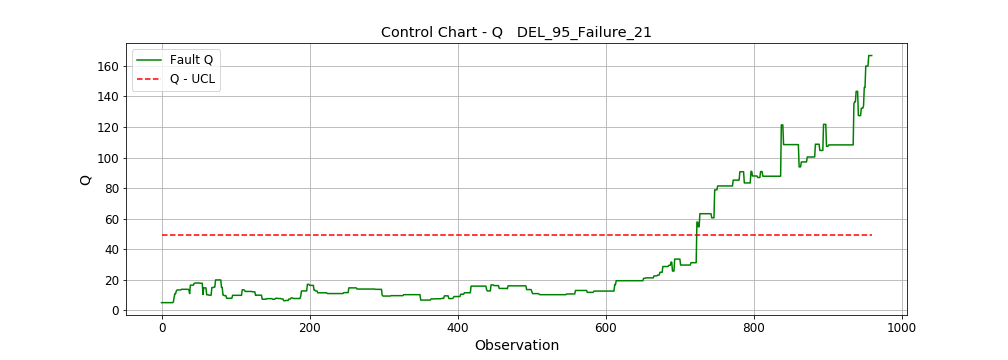 Control Chart - Q   DEL_95_Failure_21
Fault Q
Q - UCL
160
140
120
100
80
60
40
20
0
Q
0 200 400 600 800 1000
Observation